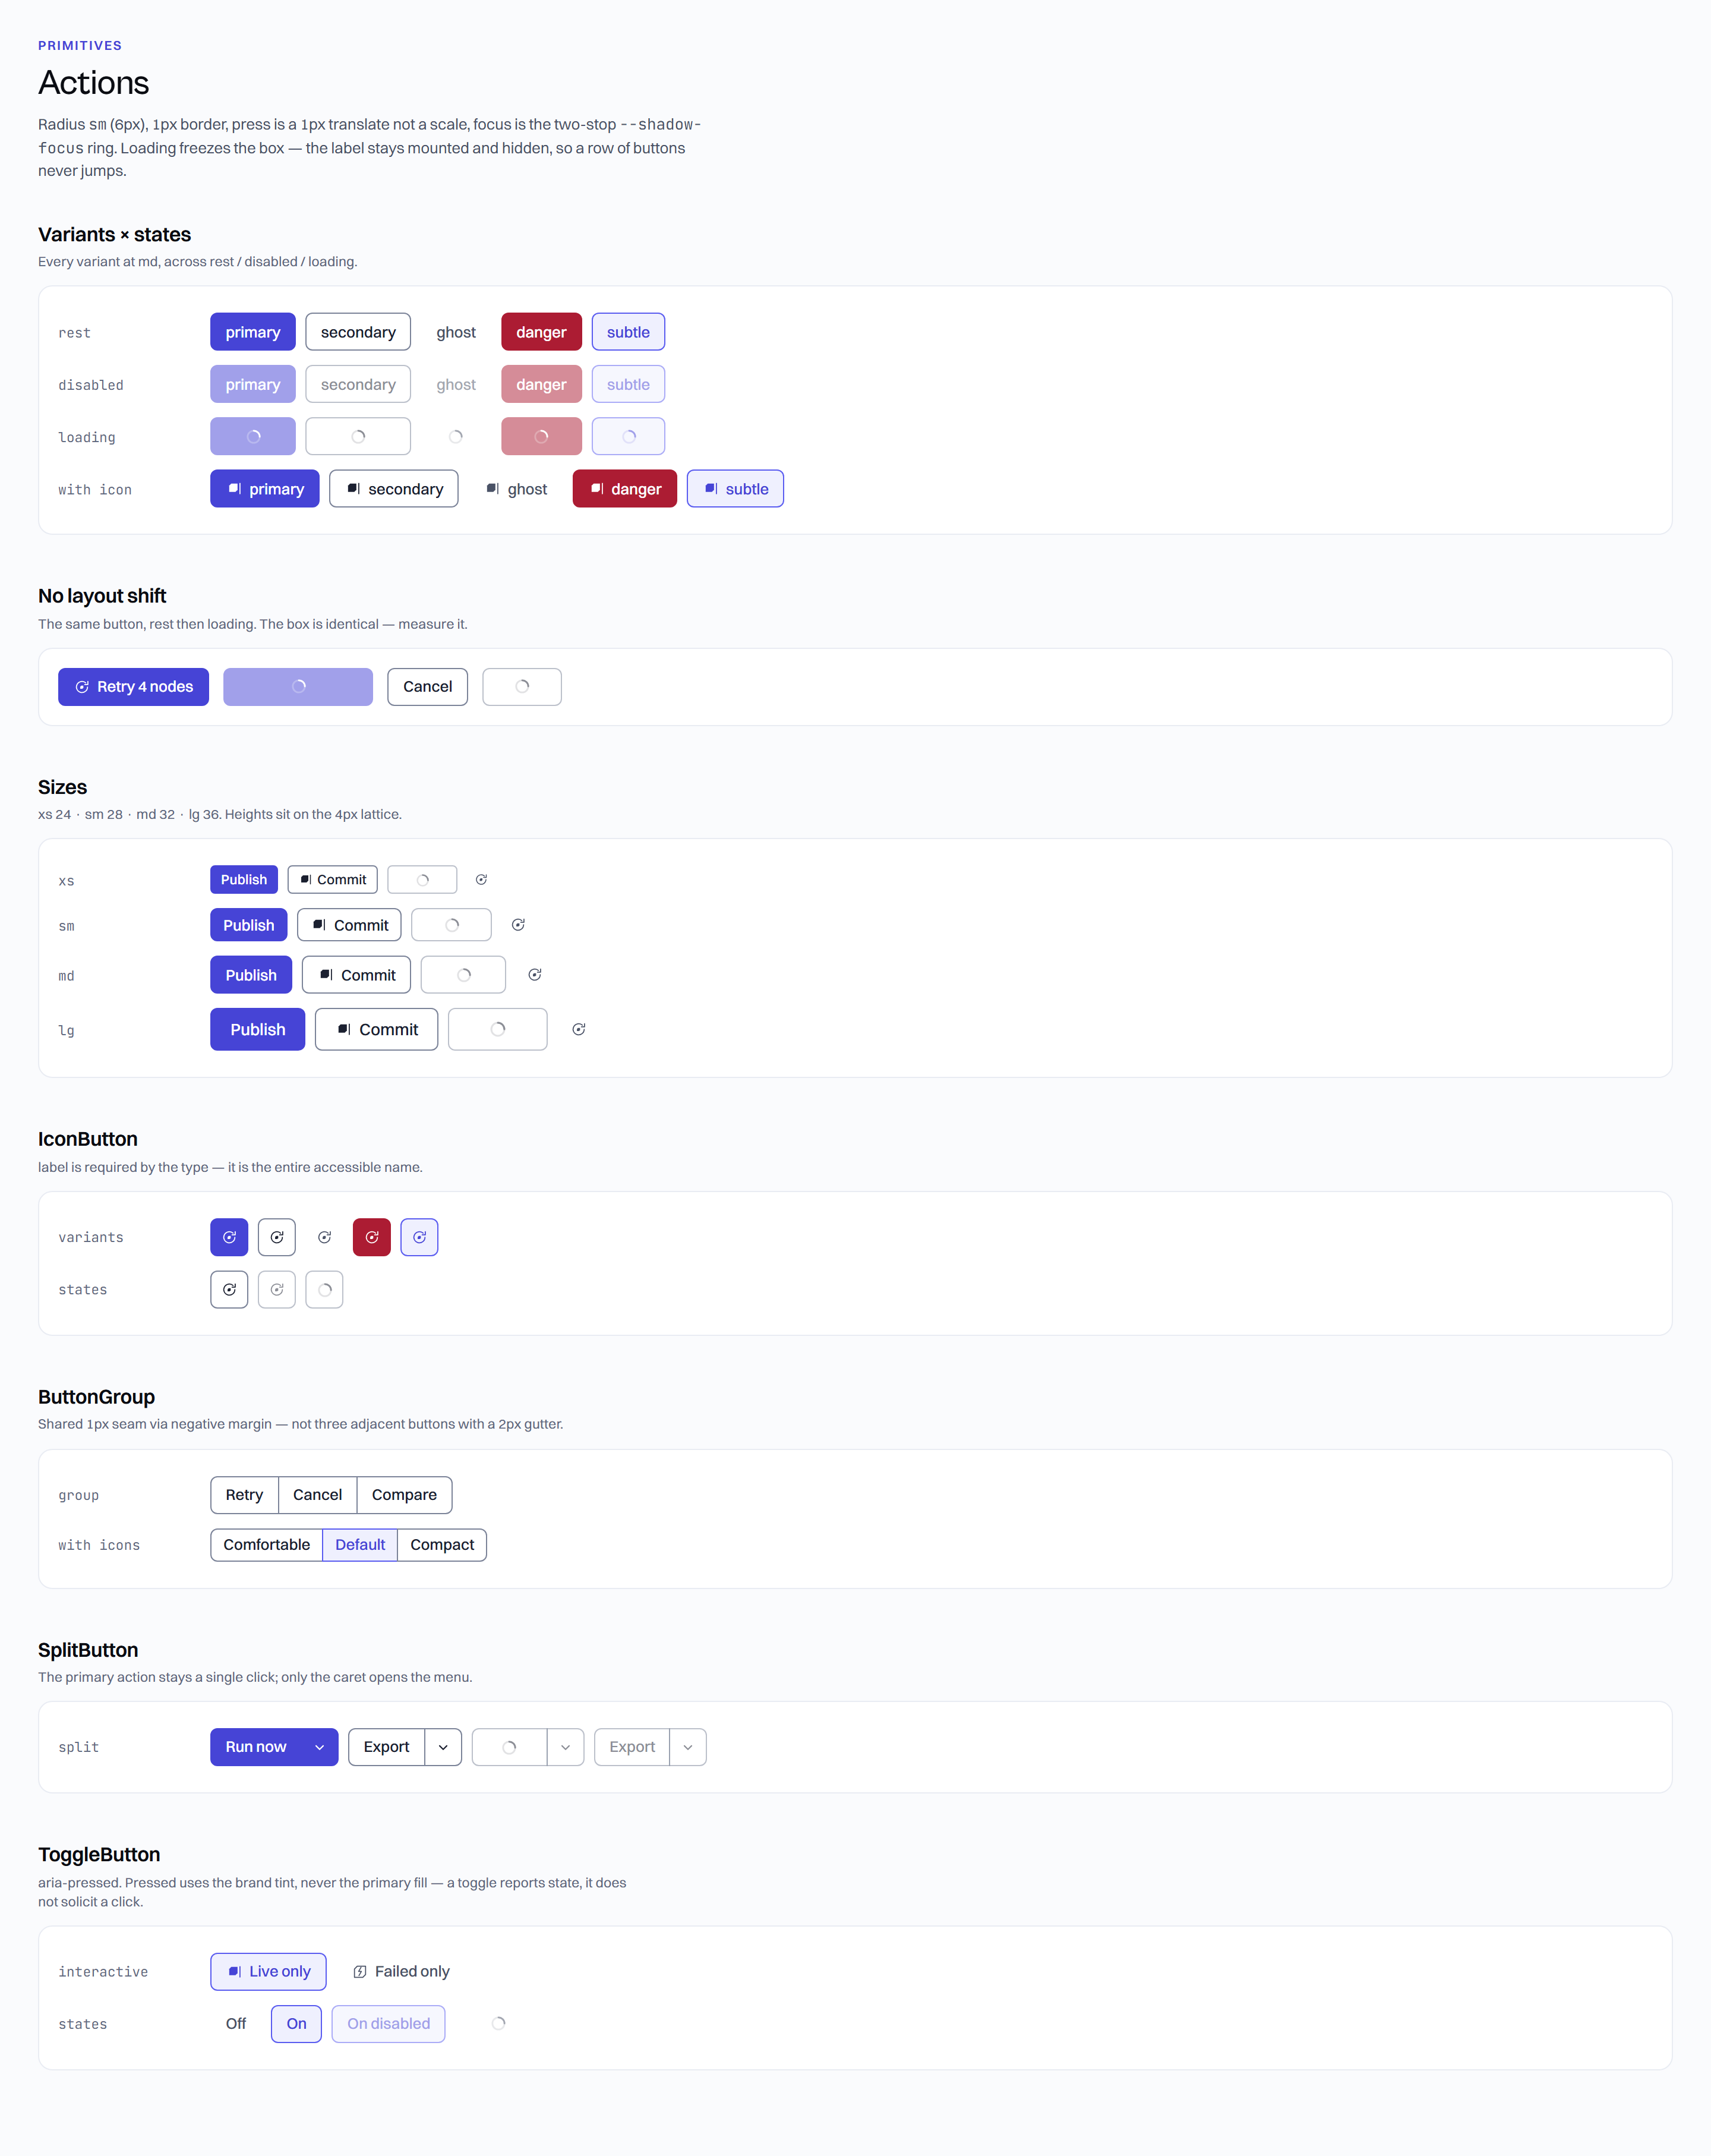 PRIMITIVES
Actions
Radius sm (6px), 1px border, press is a 1px translate not a scale, focus is the two-stop --shadow-
focus ring. Loading freezes the box — the label stays mounted and hidden, so a row of buttons
never jumps.
Variants × states
Every variant at md, across rest / disabled / loading.
rest primary secondary ghost danger subtle
disabled primary secondary ghost danger subtle
loading
with icon primary secondary ghost danger subtle
No layout shift
The same button, rest then loading. The box is identical — measure it.
Retry 4 nodes Cancel
Sizes
xs 24 · sm 28 · md 32 · lg 36. Heights sit on the 4px lattice.
xs Publish Commit
sm Publish Commit
md Publish Commit
lg Publish Commit
IconButton
label is required by the type — it is the entire accessible name.
variants
states
ButtonGroup
Shared 1px seam via negative margin — not three adjacent buttons with a 2px gutter.
group Retry Cancel Compare
with icons Comfortable Default Compact
SplitButton
The primary action stays a single click; only the caret opens the menu.
split Run now Export Export
ToggleButton
aria-pressed. Pressed uses the brand tint, never the primary fill — a toggle reports state, it does
not solicit a click.
interactive Live only Failed only
states Off On On disabled